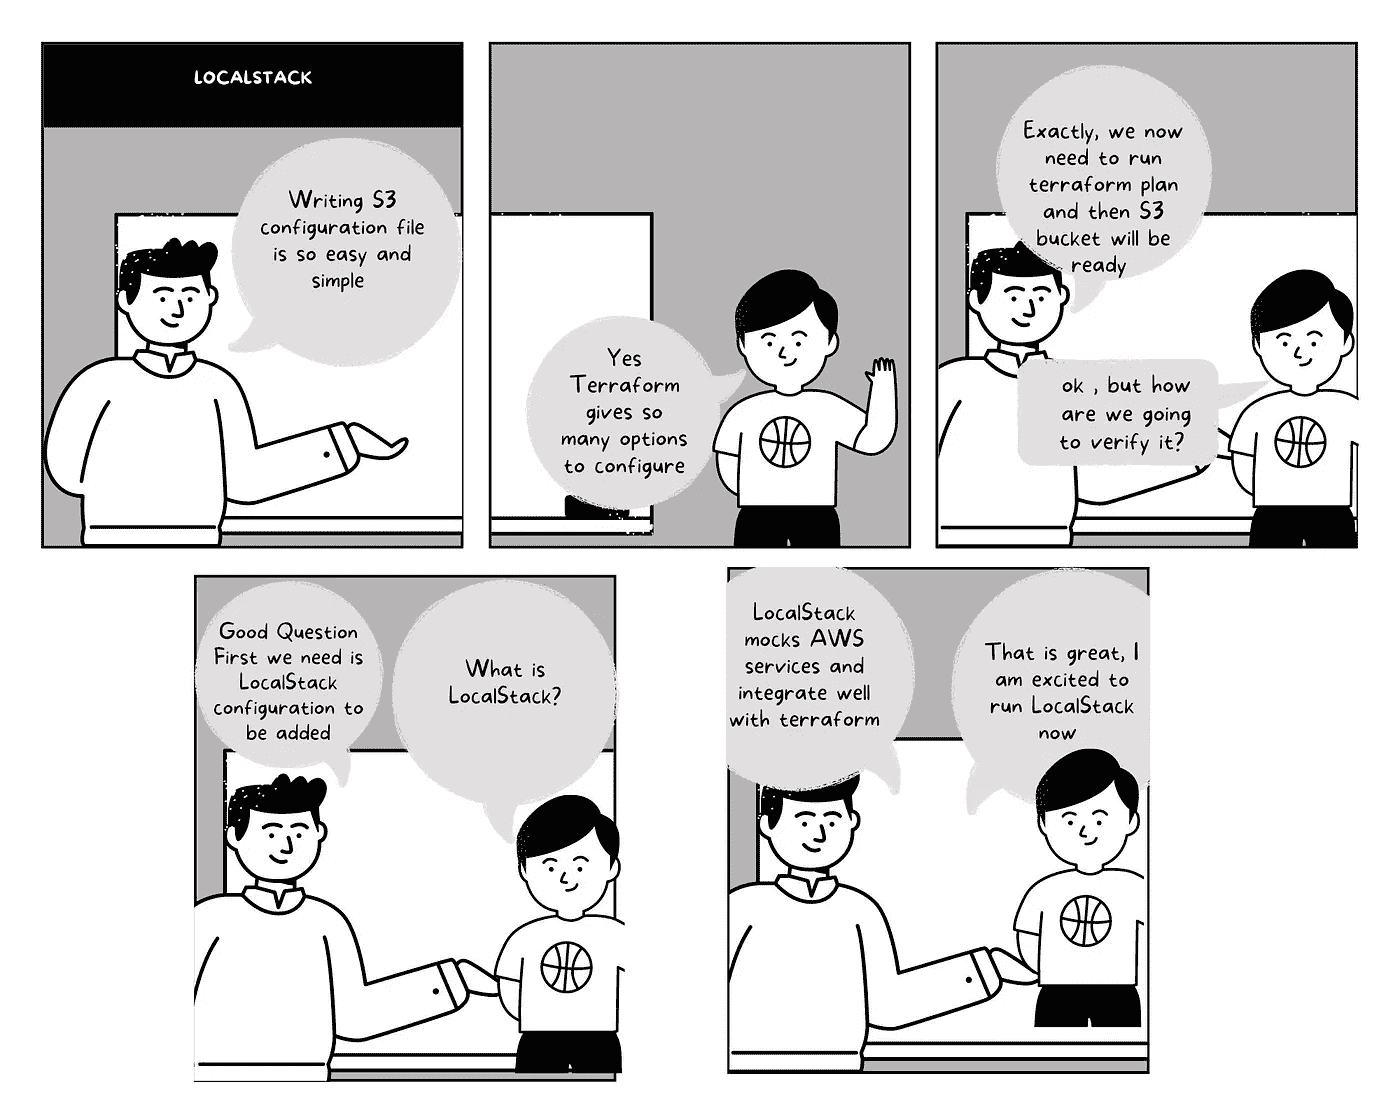 LOCALSTACK
Writing S3
configuration file
is so easy and
simple
Yes
Terraform
gives so
many options
to configure
Exactly, we now
need to run
terraform plan
and then S3
bucket will be
ready
ok , but how
are we going
to verify it?
Good Question
First we need is
LocalStack
configuration to
be added
What is
LocalStack?
LocalStack
mocks AWS
services and
integrate well
with terraform
That is great, I
am excited to
run LocalStack
now